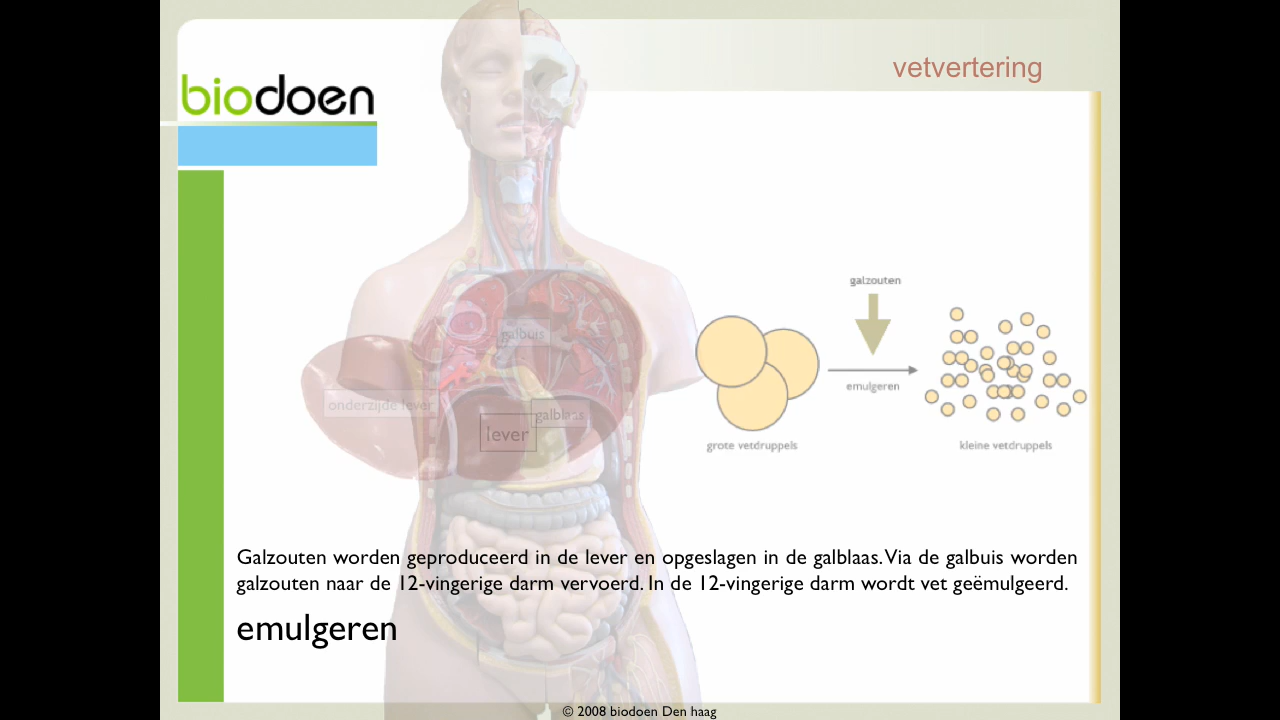 vetvertering
biodoen
galzouten
galbuis
emulgeren
onderzijde lever
galblaas
lever
grote vetdruppels
kleine vetdruppels
Galzouten worden geproduceerd in de lever en opgeslagen in de galblaas. Via de galbuis worden
galzouten naar de 12-vingerige darm vervoerd. In de 12-vingerige darm wordt vet geëmulgeerd.
emulgeren
© 2008 biodoen Den haag